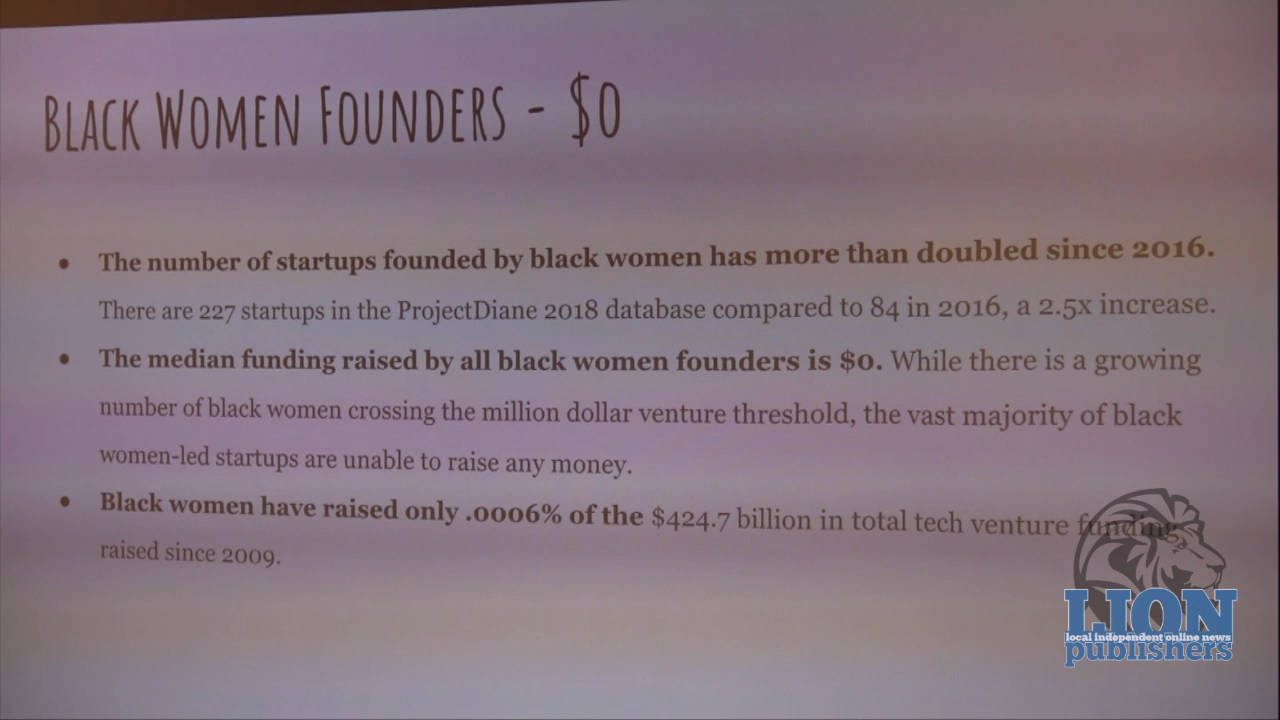 BLACK WOMEN FOUNDERS - $0
• The number of startups founded by black women has more than doubled since 2016.
There are 227 startups in the ProjectDiane 2018 database compared to 84 in 2016, a 2.5x increase.
• The median funding raised by all black women founders is $0. While there is a growing
number of black women crossing the million dollar venture threshold, the vast majority of black
women-led startups are unable to raise any money.
• Black women have raised only .0006% of the $424.7 billion in total tech venture funding
raised since 2009.
LION
local independent online news
publishers